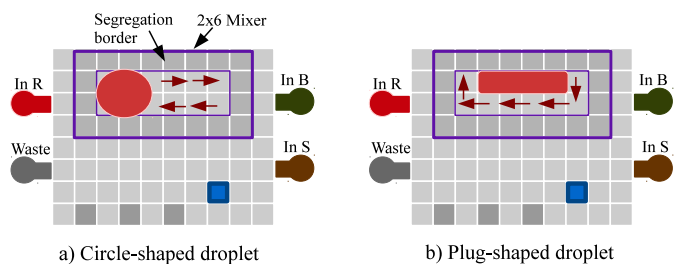 Segregation
border
2x6 Mixer
In R
In B
Waste
In S
a) Circle-shaped droplet
In R
In B
Waste
In S
b) Plug-shaped droplet